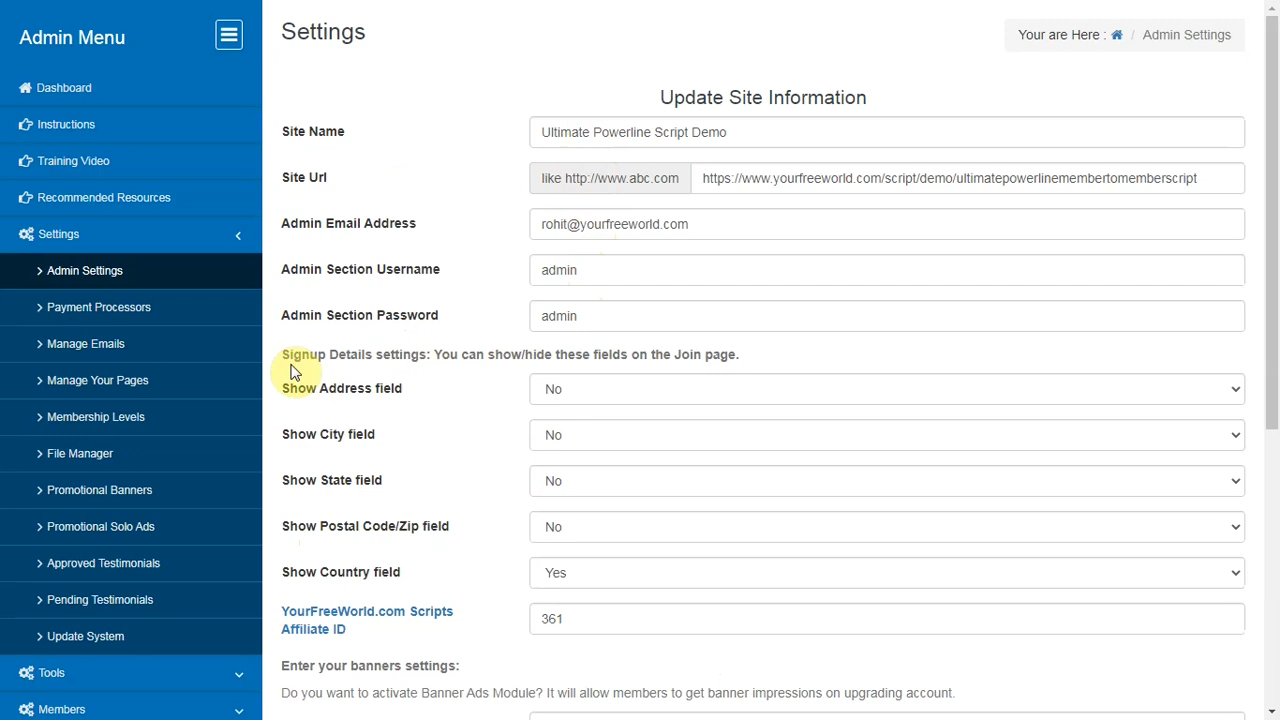 Admin Menu
Dashboard
Instructions
Training Video
Recommended Resources
Settings
Admin Settings
Payment Processors
Manage Emails
Manage Your Pages
Membership Levels
File Manager
Promotional Banners
Promotional Solo Ads
Approved Testimonials
Pending Testimonials
Update System
Tools
Members
Settings
Your are Here : / Admin Settings
Update Site Information
Site Name
Ultimate Powerline Script Demo
Site Url
like http://www.abc.com
https://www.yourfreeworld.com/script/demo/ultimatepowerlinemembertomemberscript
Admin Email Address
rohit@yourfreeworld.com
Admin Section Username
admin
Admin Section Password
admin
Signup Details settings: You can show/hide these fields on the Join page.
Show Address field
No
Show City field
No
Show State field
No
Show Postal Code/Zip field
No
Show Country field
Yes
YourFreeWorld.com Scripts
Affiliate ID
361
Enter your banners settings:
Do you want to activate Banner Ads Module? It will allow members to get banner impressions on upgrading account.